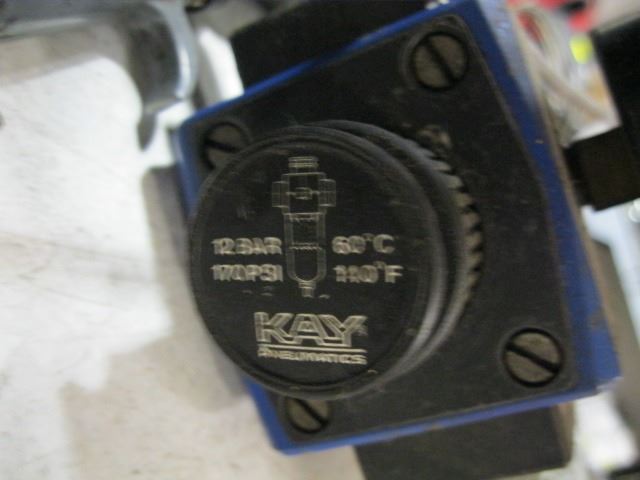 12BAR 60°C
170PSI 140°F
KAY
PNEUMATICS